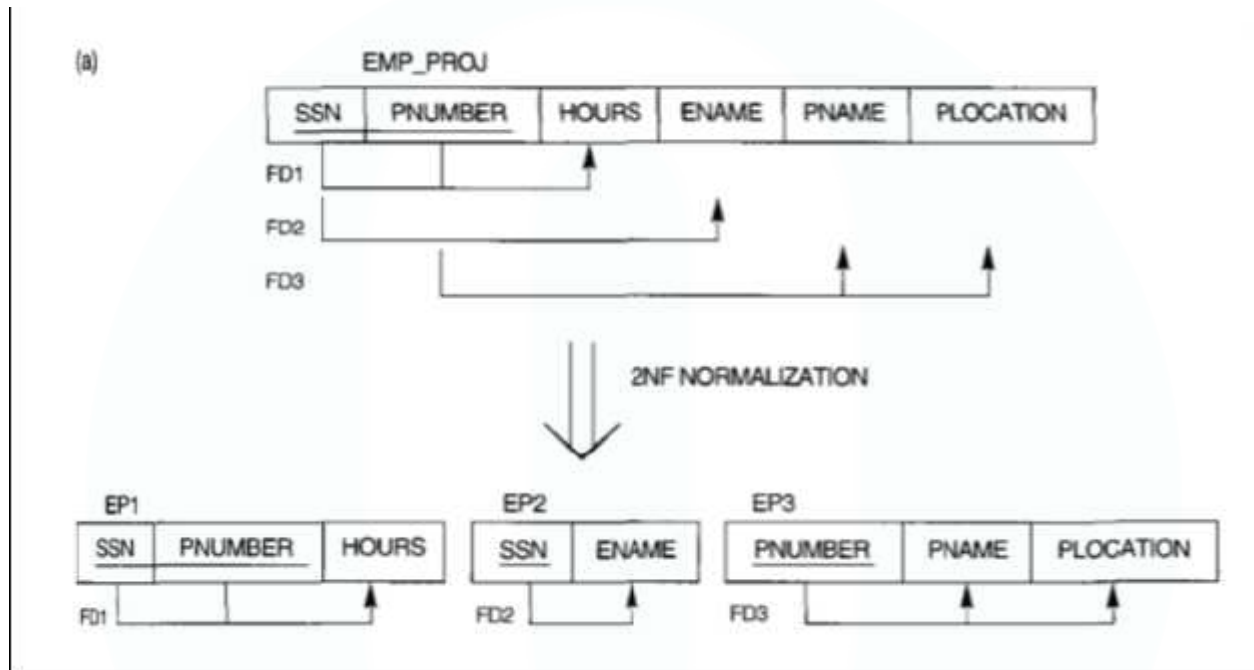 (a)
EMP_PROJ
SSN PNUMBER HOURS ENAME PNAME PLOCATION
FD1
FD2
FD3
2NF NORMALIZATION
EP1 EP2 EP3
SSN PNUMBER HOURS SSN ENAME PNUMBER PNAME PLOCATION
FD1 FD2 FD3